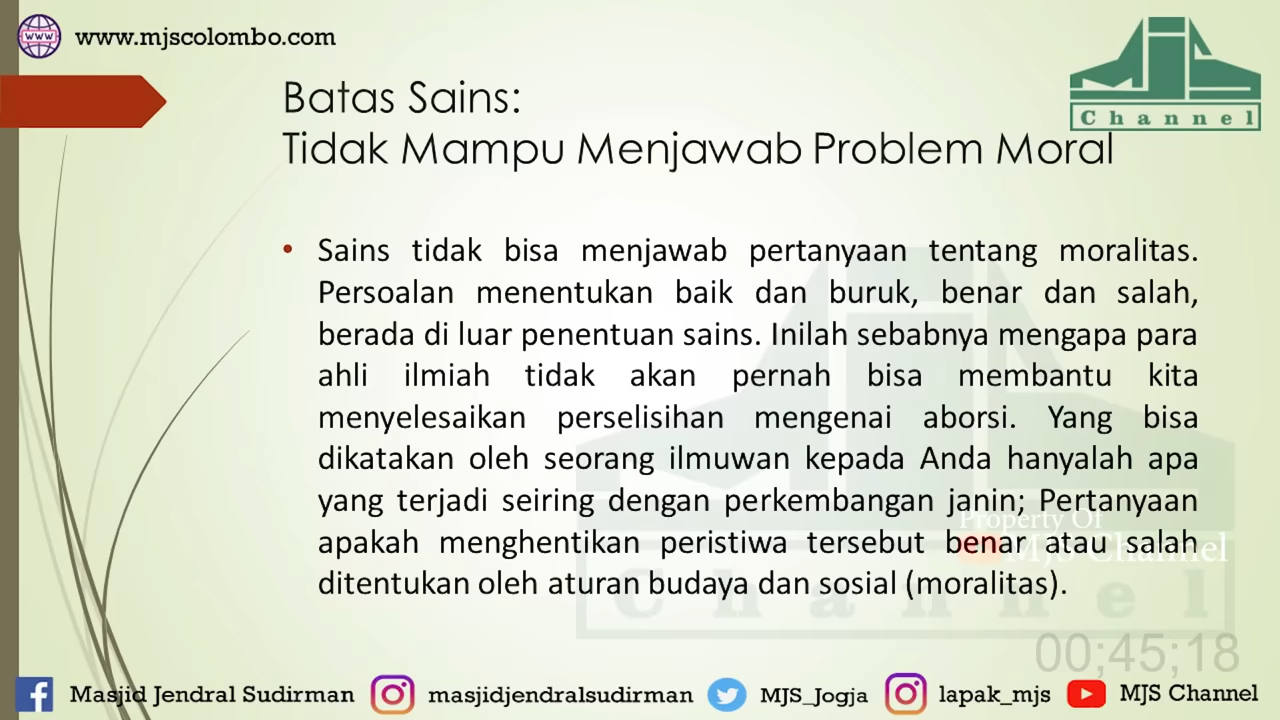 www.mjscolombo.com
MJS
Channel
Batas Sains:
Tidak Mampu Menjawab Problem Moral
• Sains tidak bisa menjawab pertanyaan tentang moralitas.
Persoalan menentukan baik dan buruk, benar dan salah,
berada di luar penentuan sains. Inilah sebabnya mengapa para
ahli ilmiah tidak akan pernah bisa membantu kita
menyelesaikan perselisihan mengenai aborsi. Yang bisa
dikatakan oleh seorang ilmuwan kepada Anda hanyalah apa
yang terjadi seiring dengan perkembangan janin; Pertanyaan
apakah menghentikan peristiwa tersebut benar atau salah
ditentukan oleh aturan budaya dan sosial (moralitas).
Property Of
MJS Channel
Channel
00;45;18
Masjid Jendral Sudirman masjidjendralsudirman MJS_Jogja lapak_mjs MJS Channel